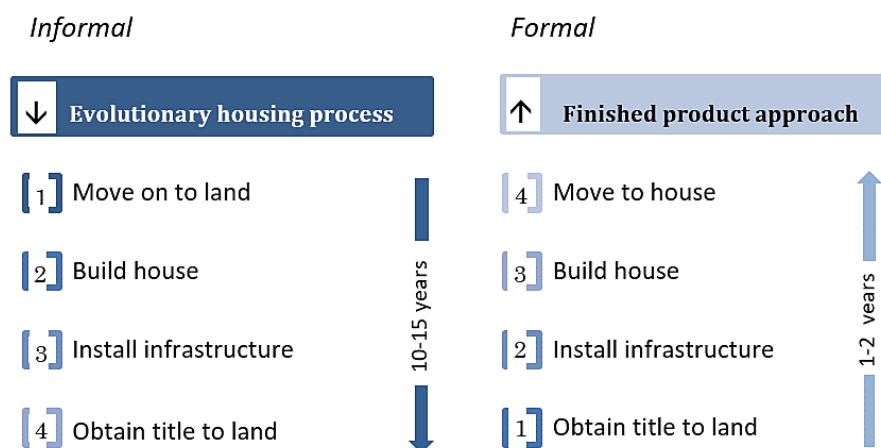 Informal
↓ Evolutionary housing process
[1] Move on to land
[2] Build house
[3] Install infrastructure
[4] Obtain title to land
10-15 years
Formal
↑ Finished product approach
[4] Move to house
[3] Build house
[2] Install infrastructure
[1] Obtain title to land
1-2 years